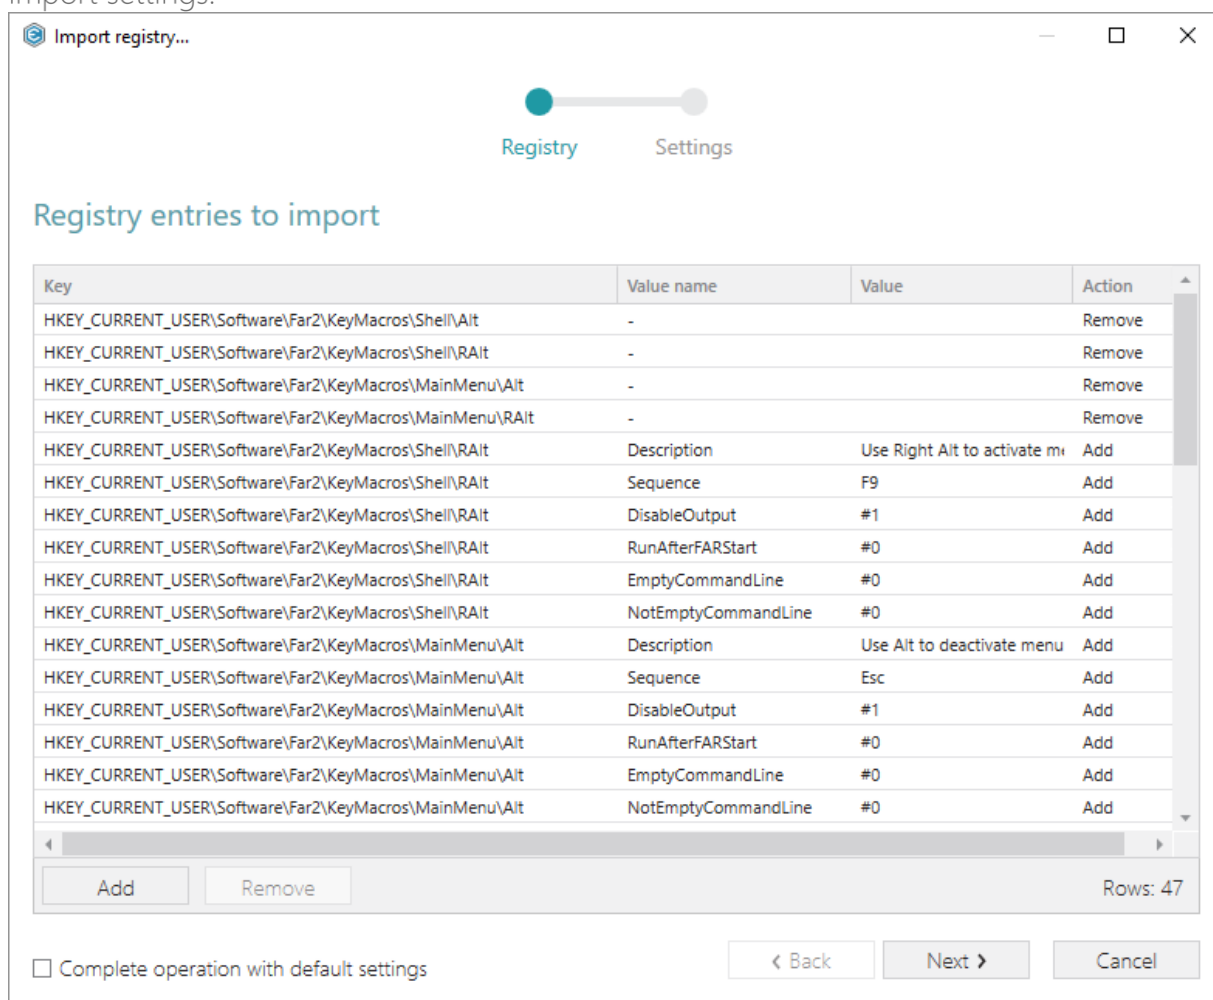 import settings.
Import registry...
Registry Settings
Registry entries to import
Key Value name Value Action
HKEY_CURRENT_USER\Software\Far2\KeyMacros\Shell\Alt - Remove
HKEY_CURRENT_USER\Software\Far2\KeyMacros\Shell\RAlt - Remove
HKEY_CURRENT_USER\Software\Far2\KeyMacros\MainMenu\Alt - Remove
HKEY_CURRENT_USER\Software\Far2\KeyMacros\MainMenu\RAlt - Remove
HKEY_CURRENT_USER\Software\Far2\KeyMacros\Shell\RAlt Description Use Right Alt to activate Add
HKEY_CURRENT_USER\Software\Far2\KeyMacros\Shell\RAlt Sequence F9 Add
HKEY_CURRENT_USER\Software\Far2\KeyMacros\Shell\RAlt DisableOutput #1 Add
HKEY_CURRENT_USER\Software\Far2\KeyMacros\Shell\RAlt RunAfterFARStart #0 Add
HKEY_CURRENT_USER\Software\Far2\KeyMacros\Shell\RAlt EmptyCommandLine #0 Add
HKEY_CURRENT_USER\Software\Far2\KeyMacros\Shell\RAlt NotEmptyCommandLine #0 Add
HKEY_CURRENT_USER\Software\Far2\KeyMacros\MainMenu\Alt Description Use Alt to deactivate menu Add
HKEY_CURRENT_USER\Software\Far2\KeyMacros\MainMenu\Alt Sequence Esc Add
HKEY_CURRENT_USER\Software\Far2\KeyMacros\MainMenu\Alt DisableOutput #1 Add
HKEY_CURRENT_USER\Software\Far2\KeyMacros\MainMenu\Alt RunAfterFARStart #0 Add
HKEY_CURRENT_USER\Software\Far2\KeyMacros\MainMenu\Alt EmptyCommandLine #0 Add
HKEY_CURRENT_USER\Software\Far2\KeyMacros\MainMenu\Alt NotEmptyCommandLine #0 Add
Add Remove Rows: 47
Complete operation with default settings Back Next Cancel